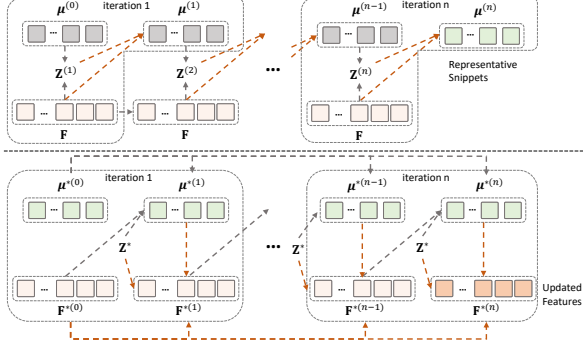 iteration 1 iteration n
μ(0) μ(1) μ(n−1) μ(n)
... ... ... ...
Z(1) Z(2) ... Z(n)
Representative
Snippets
... ... ...
F F F
iteration 1 iteration n
μ*(0) μ*(1) μ*(n−1) μ*(n)
... ... ... ...
Z* ... Z* Z*
... ... ... ...
Updated
Features
F*(0) F*(1) F*(n−1) F*(n)